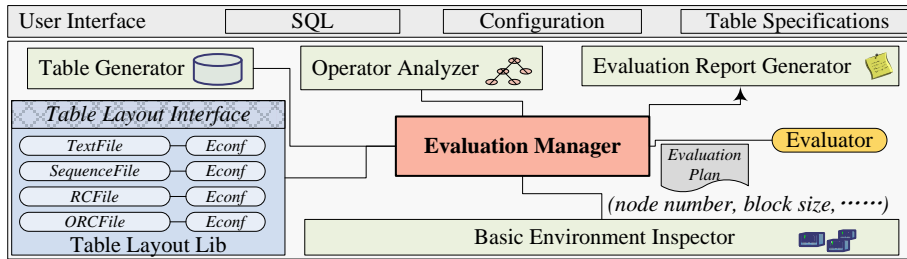 User Interface
SQL
Configuration
Table Specifications
Table Generator
Operator Analyzer
Evaluation Report Generator
Table Layout Interface
TextFile
Econf
SequenceFile
Econf
RCFile
Econf
ORCFile
Econf
Table Layout Lib
Evaluation Manager
Evaluator
Evaluation
Plan
(node number, block size, ······)
Basic Environment Inspector